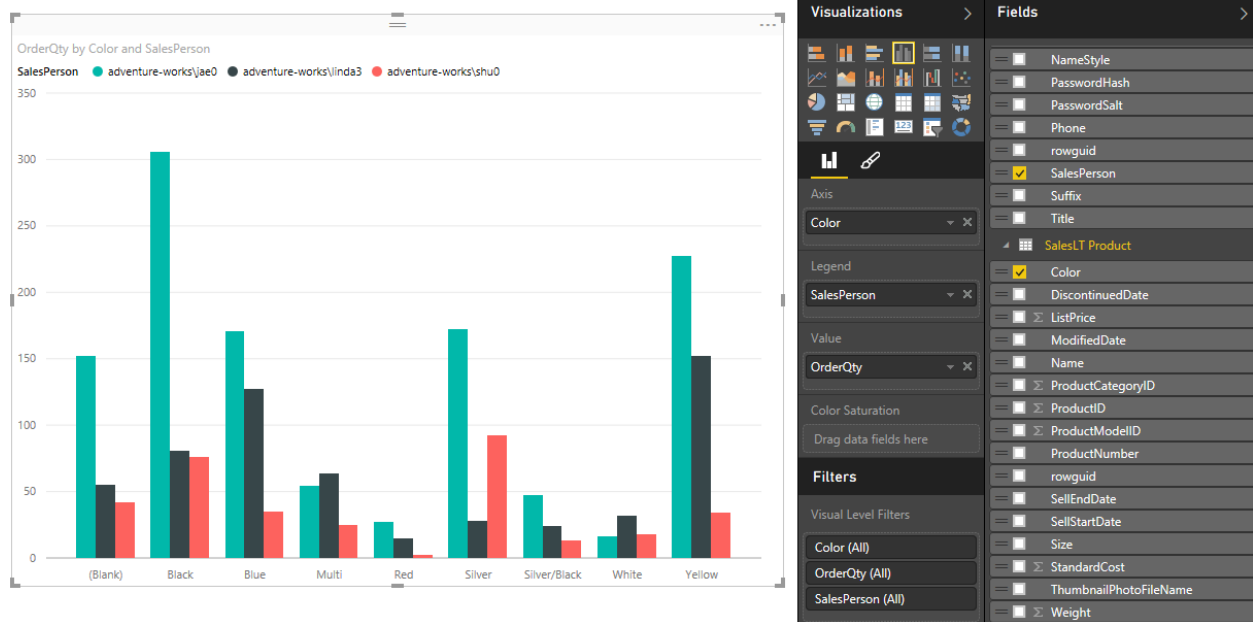 OrderQty by Color and SalesPerson
SalesPerson adventure-works\jae0 adventure-works\linda3 adventure-works\shu0
350
300
250
200
150
100
50
0
(Blank) Black Blue Multi Red Silver Silver/Black White Yellow
Visualizations
123
Axis
Color
Legend
SalesPerson
Value
OrderQty
Color Saturation
Drag data fields here
Filters
Visual Level Filters
Color (All)
OrderQty (All)
SalesPerson (All)
Fields
NameStyle
PasswordHash
PasswordSalt
Phone
rowguid
SalesPerson
Suffix
Title
SalesLT Product
Color
DiscontinuedDate
Σ ListPrice
ModifiedDate
Name
Σ ProductCategoryID
Σ ProductID
Σ ProductModelID
ProductNumber
rowguid
SellEndDate
SellStartDate
Size
Σ StandardCost
ThumbnailPhotoFileName
Σ Weight